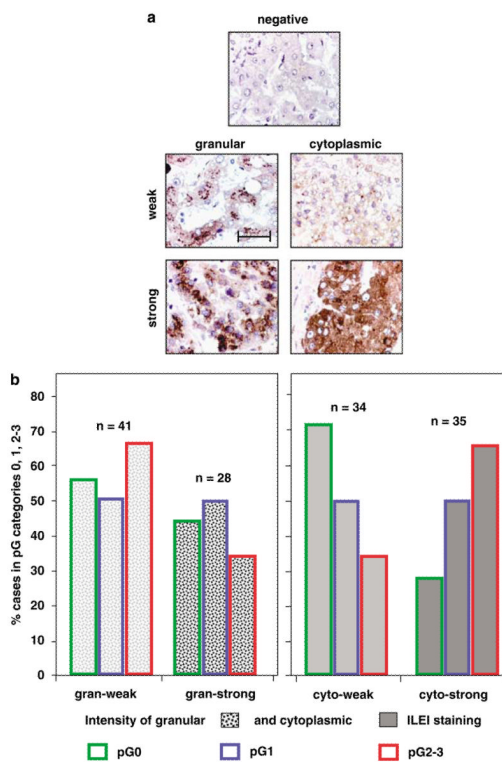 a
negative
granular cytoplasmic
weak
strong
b
% cases in pG categories 0, 1, 2-3
80
70
60
50
40
30
20
10
0
n = 41
n = 28
n = 34
n = 35
gran-weak gran-strong cyto-weak cyto-strong
Intensity of granular and cytoplasmic ILEI staining
pG0 pG1 pG2-3